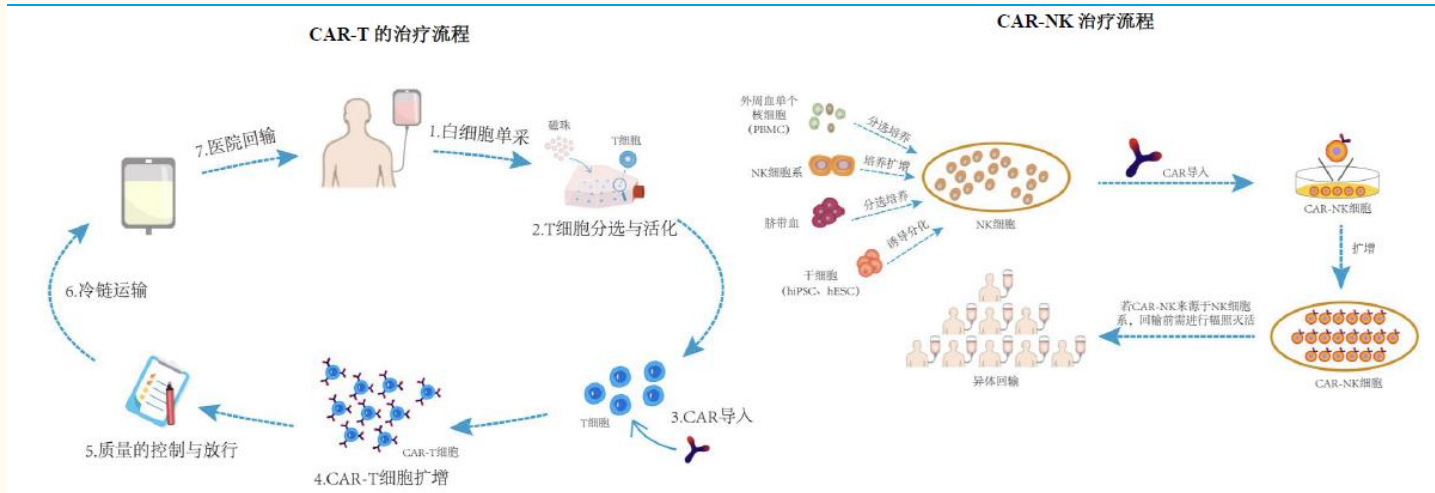 CAR-T 的治疗流程
7.医院回输
1.白细胞单采
磁珠
T细胞
2.T细胞分选与活化
6.冷链运输
T细胞
3.CAR导入
CAR-T细胞
4.CAR-T细胞扩增
5.质量的控制与放行
CAR-NK 治疗流程
外周血单个
核细胞
(PBMC)
分选培养
NK细胞系
培养扩增
脐带血
分选培养
干细胞
(hiPSC、hESC)
诱导分化
NK细胞
CAR导入
CAR-NK细胞
扩增
CAR-NK细胞
若CAR-NK来源于NK细胞
系，回输前需进行辐照灭活
异体回输